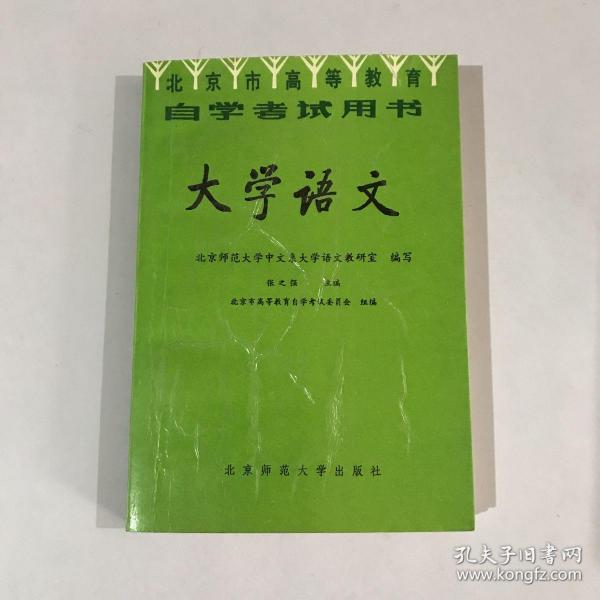 北京市高等教育
自学考试用书
大学语文
北京师范大学中文系大学语文教研室 编写
张之强 主编
北京市高等教育自学考试委员会 组编
北京师范大学出版社
孔夫子旧书网
www.kongfz.com